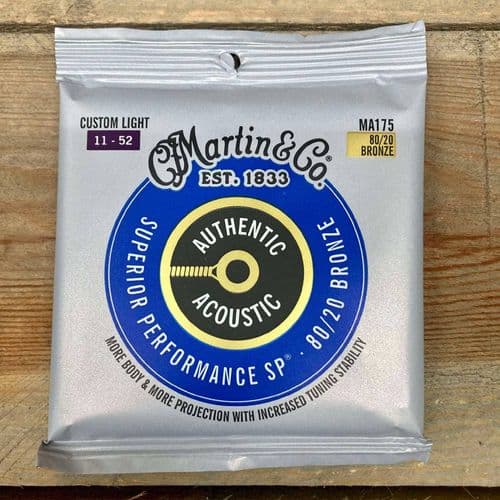 CUSTOM LIGHT
11 - 52
MA175
80/20
BRONZE
CF Martin & Co.
EST. 1833
AUTHENTIC
ACOUSTIC
SUPERIOR PERFORMANCE SP® · 80/20 BRONZE
MORE BODY & MORE PROJECTION WITH INCREASED TUNING STABILITY